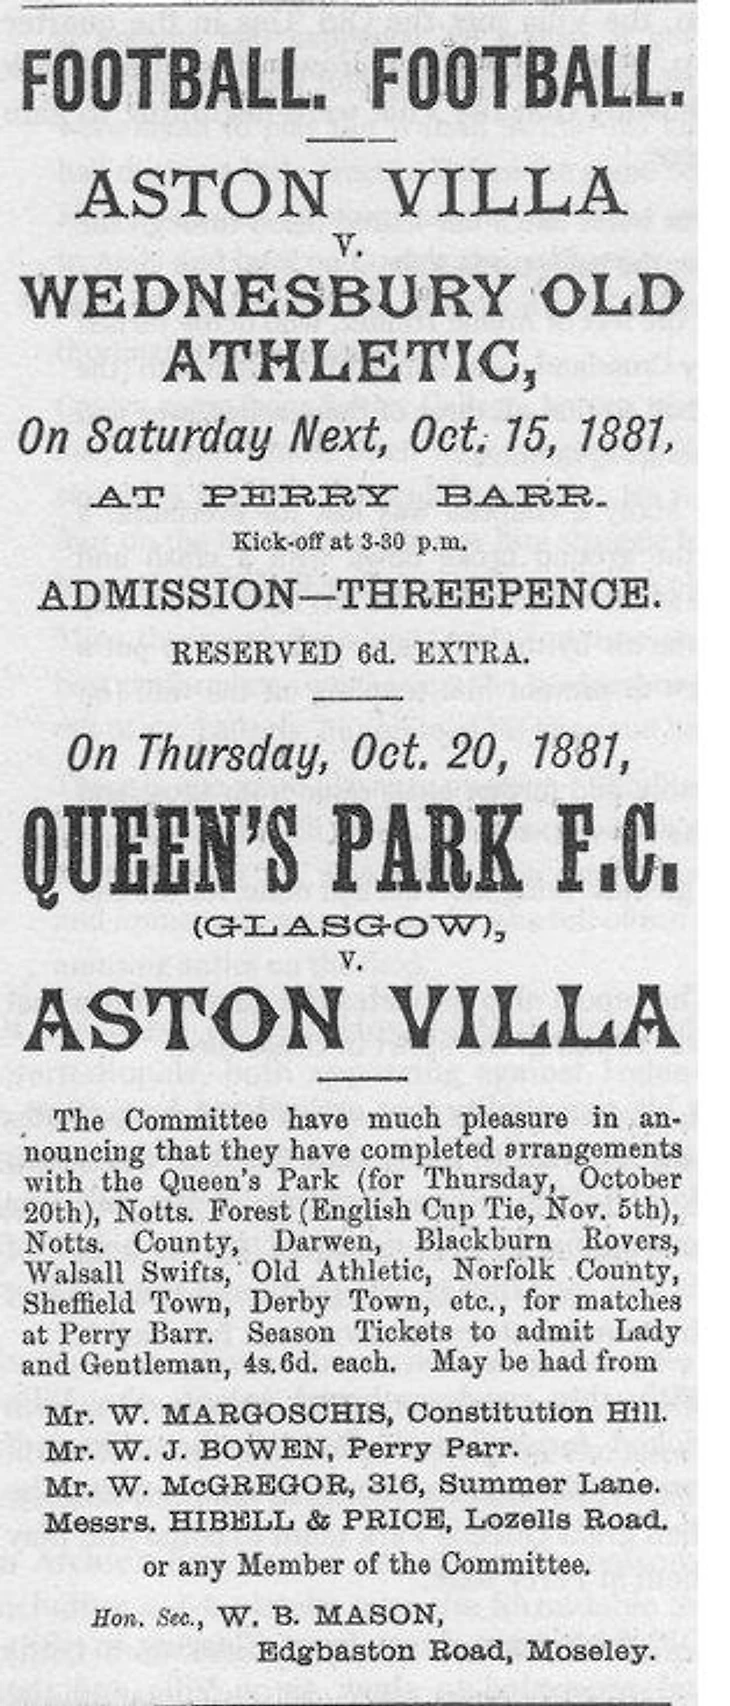 FOOTBALL. FOOTBALL.
ASTON VILLA
v.
WEDNESBURY OLD
ATHLETIC,
On Saturday Next, Oct. 15, 1881,
AT PERRY BARR.
Kick-off at 3-30 p.m.
ADMISSION—THREEPENCE.
RESERVED 6d. EXTRA.
On Thursday, Oct. 20, 1881,
QUEEN'S PARK F.C.
(GLASGOW),
v.
ASTON VILLA
The Committee have much pleasure in an-
nouncing that they have completed arrangements
with the Queen's Park (for Thursday, October
20th), Notts. Forest (English Cup Tie, Nov. 5th),
Notts. County, Darwen, Blackburn Rovers,
Walsall Swifts, Old Athletic, Norfolk County,
Sheffield Town, Derby Town, etc., for matches
at Perry Barr. Season Tickets to admit Lady
and Gentleman, 4s. 6d. each. May be had from
Mr. W. MARGOSCHIS, Constitution Hill.
Mr. W. J. BOWEN, Perry Parr.
Mr. W. McGREGOR, 316, Summer Lane.
Messrs. HIBELL & PRICE, Lozells Road.
or any Member of the Committee.
Hon. Sec., W. B. MASON,
Edgbaston Road, Moseley.